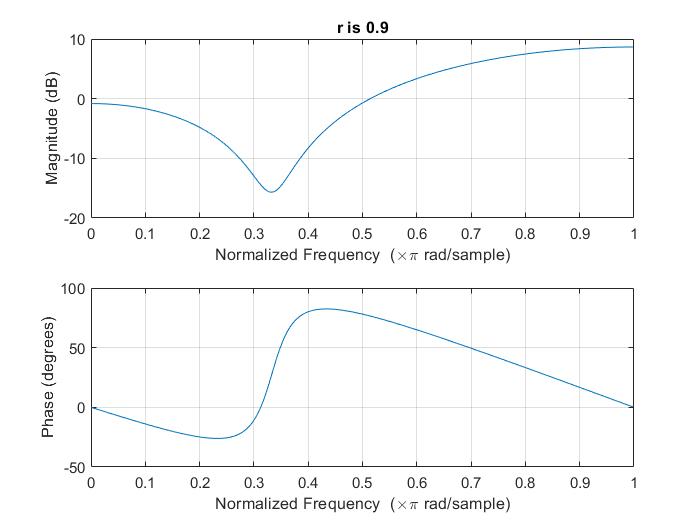 r is 0.9
10
0
-10
-20
Magnitude (dB)
0 0.1 0.2 0.3 0.4 0.5 0.6 0.7 0.8 0.9 1
Normalized Frequency (×π rad/sample)
100
50
0
-50
Phase (degrees)
0 0.1 0.2 0.3 0.4 0.5 0.6 0.7 0.8 0.9 1
Normalized Frequency (×π rad/sample)